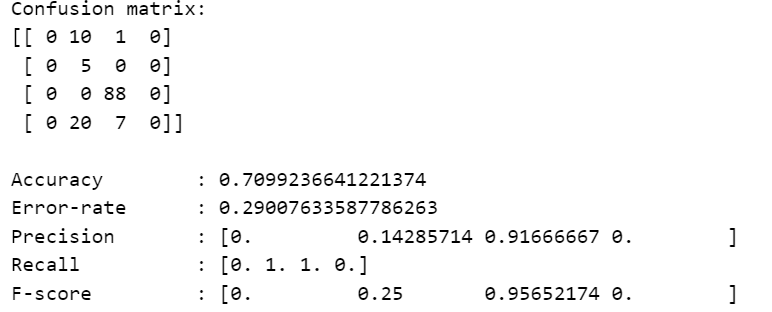 Confusion matrix:
[[ 0 10  1  0]
 [ 0  5  0  0]
 [ 0  0 88  0]
 [ 0 20  7  0]]

Accuracy        : 0.7099236641221374
Error-rate      : 0.29007633587786263
Precision       : [0.         0.14285714 0.91666667 0.        ]
Recall          : [0. 1. 1. 0.]
F-score         : [0.         0.25       0.95652174 0.        ]